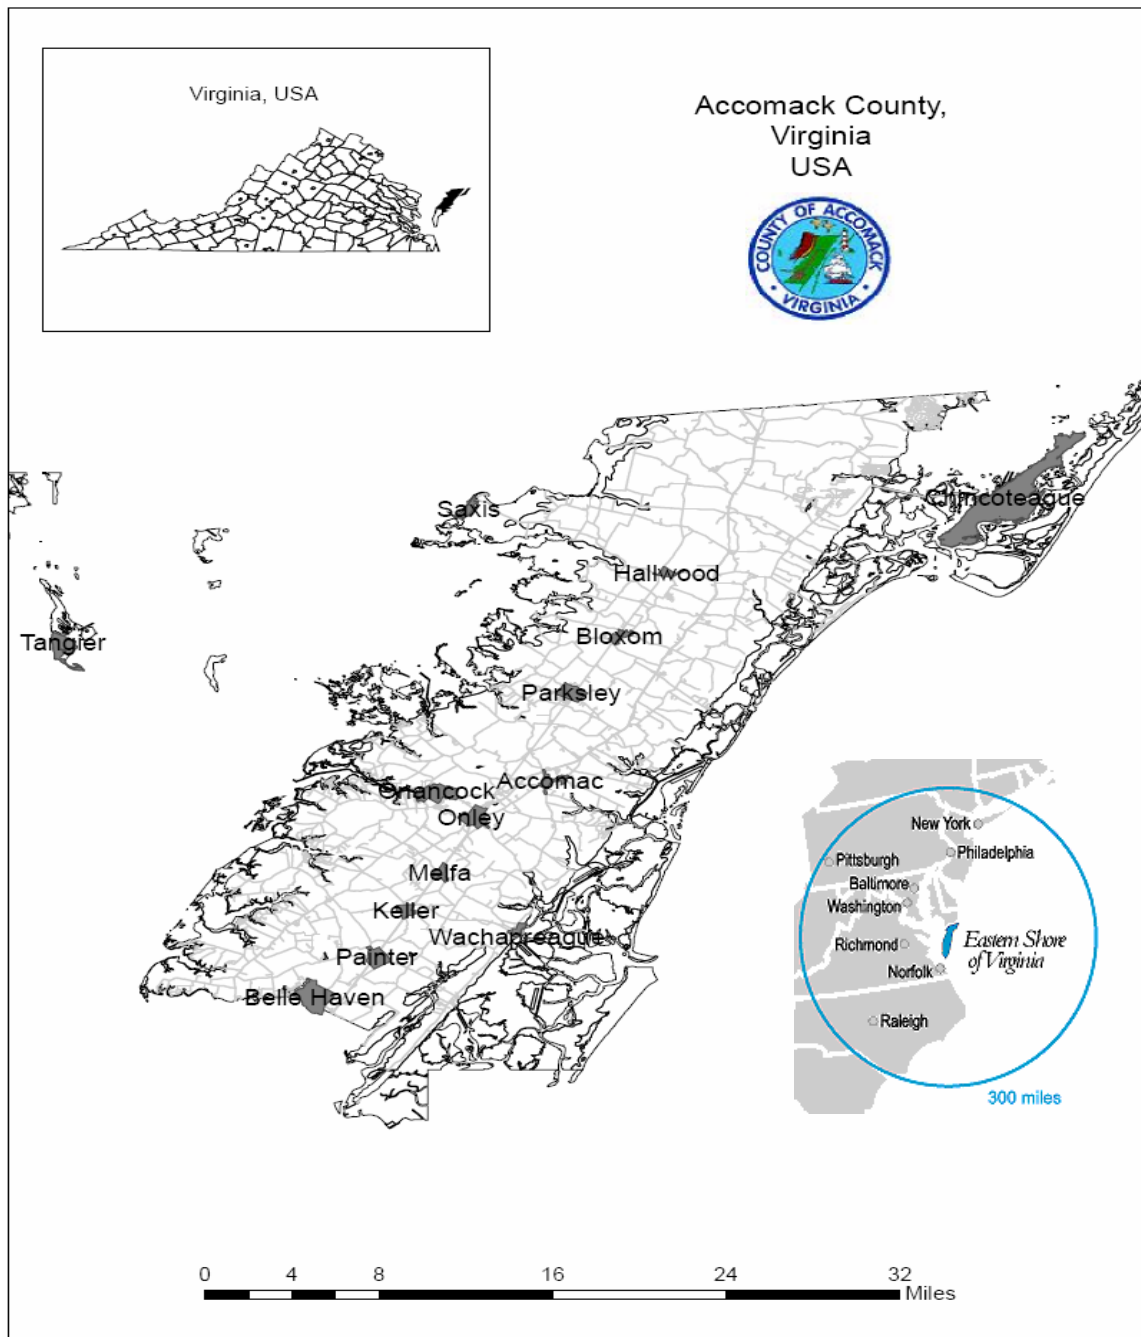 Virginia, USA
Accomack County,
Virginia
USA
COUNTY OF ACCOMACK
VIRGINIA
Chincoteague
Saxis
Hallwood
Bloxom
Tangier
Parksley
Accomac
Onancock
Onley
Melfa
Keller
Wachapreague
Painter
Belle Haven
New York
Philadelphia
Pittsburgh
Baltimore
Washington
Richmond
Eastern Shore
of Virginia
Norfolk
Raleigh
300 miles
0 4 8 16 24 32
Miles